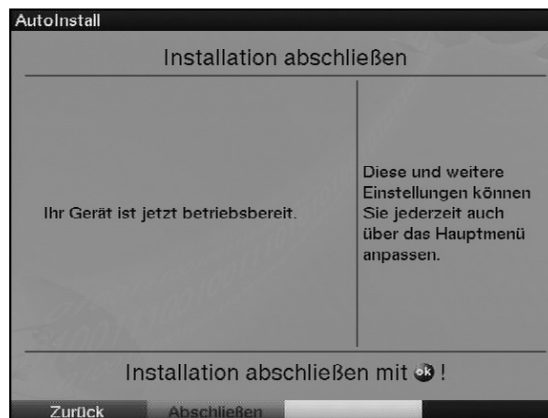 AutoInstall
Installation abschließen
Ihr Gerät ist jetzt betriebsbereit.
Diese und weitere
Einstellungen können
Sie jederzeit auch
über das Hauptmenü
anpassen.
Installation abschließen mit ok !
Zurück Abschließen